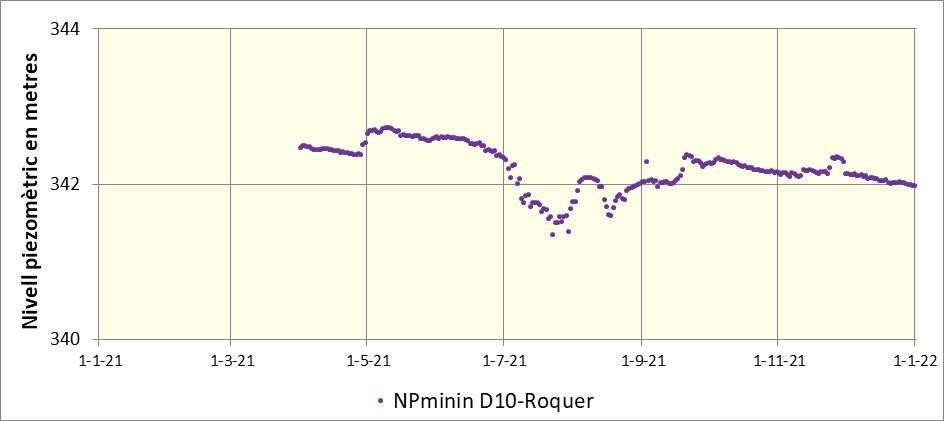 Nivell piezomètric en metres
344
342
340
1-1-21 1-3-21 1-5-21 1-7-21 1-9-21 1-11-21 1-1-22
NPminin D10-Roquer